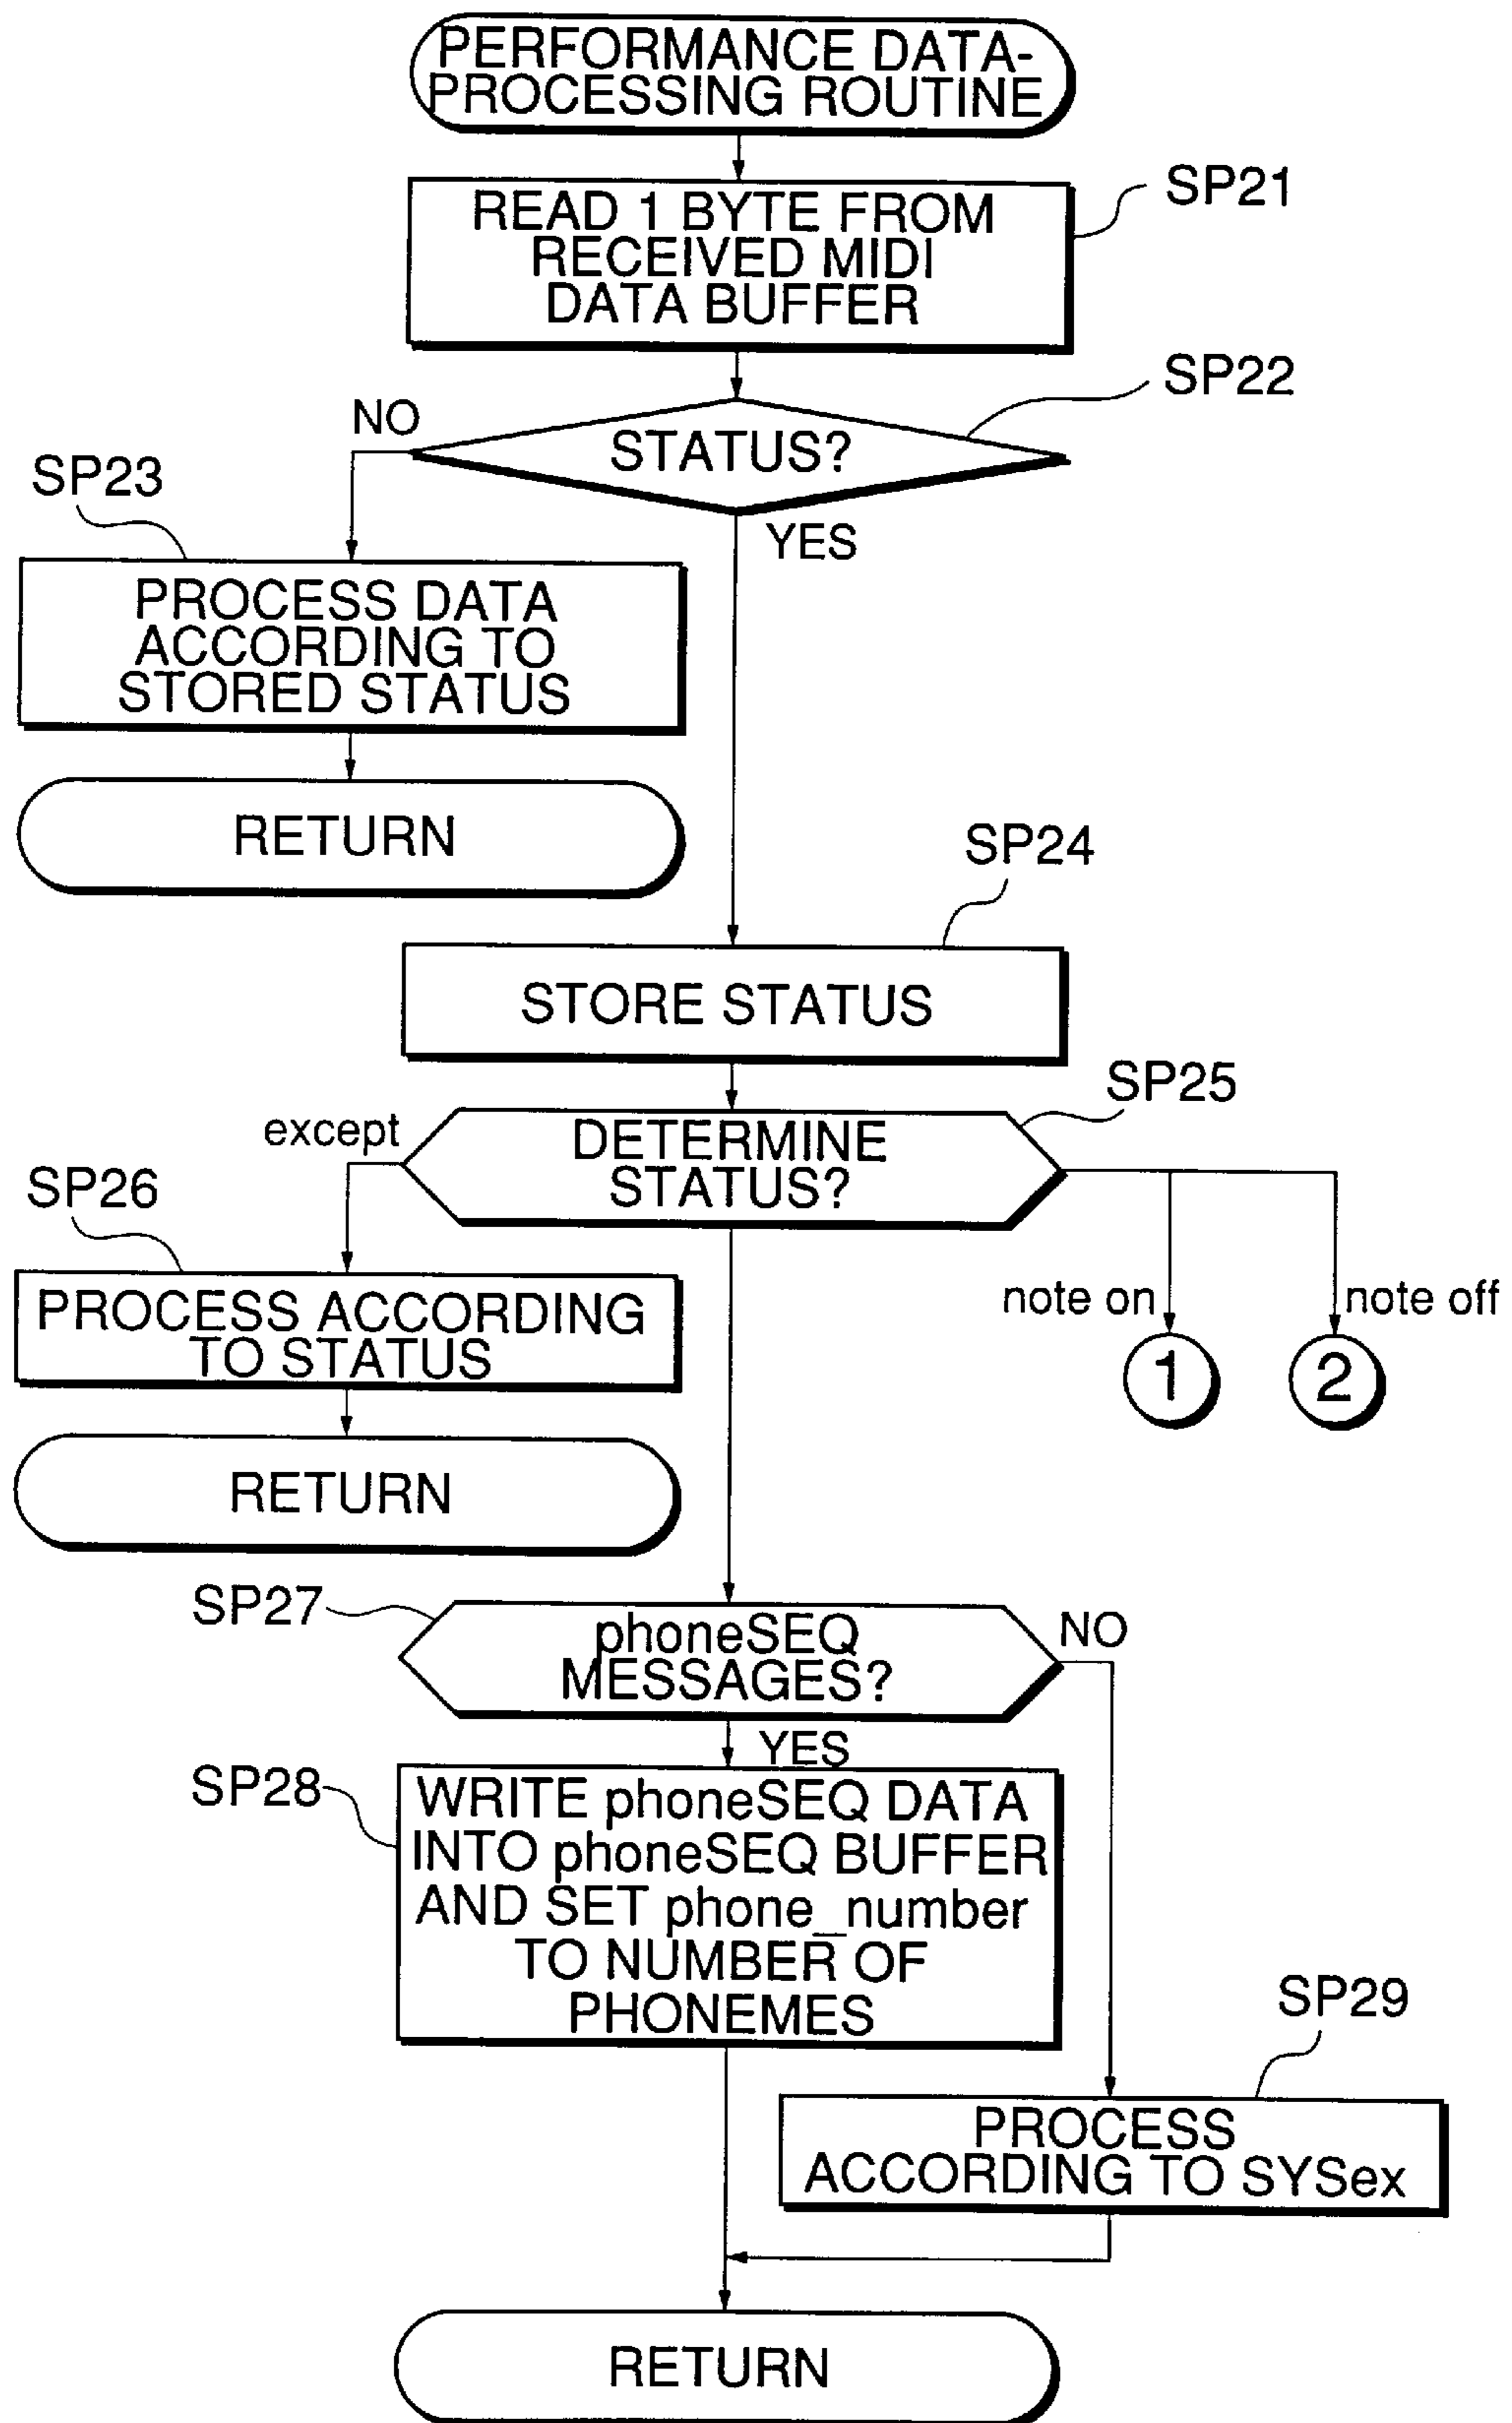 PERFORMANCE DATA-
PROCESSING ROUTINE
SP21
READ 1 BYTE FROM
RECEIVED MIDI
DATA BUFFER
SP22
NO
STATUS?
SP23
YES
PROCESS DATA
ACCORDING TO
STORED STATUS
RETURN
SP24
STORE STATUS
SP25
except
DETERMINE
STATUS?
SP26
PROCESS ACCORDING
TO STATUS
note on
note off
1
2
RETURN
SP27
phoneSEQ
MESSAGES?
NO
YES
SP28
WRITE phoneSEQ DATA
INTO phoneSEQ BUFFER
AND SET phone_number
TO NUMBER OF
PHONEMES
SP29
PROCESS
ACCORDING TO SYSex
RETURN